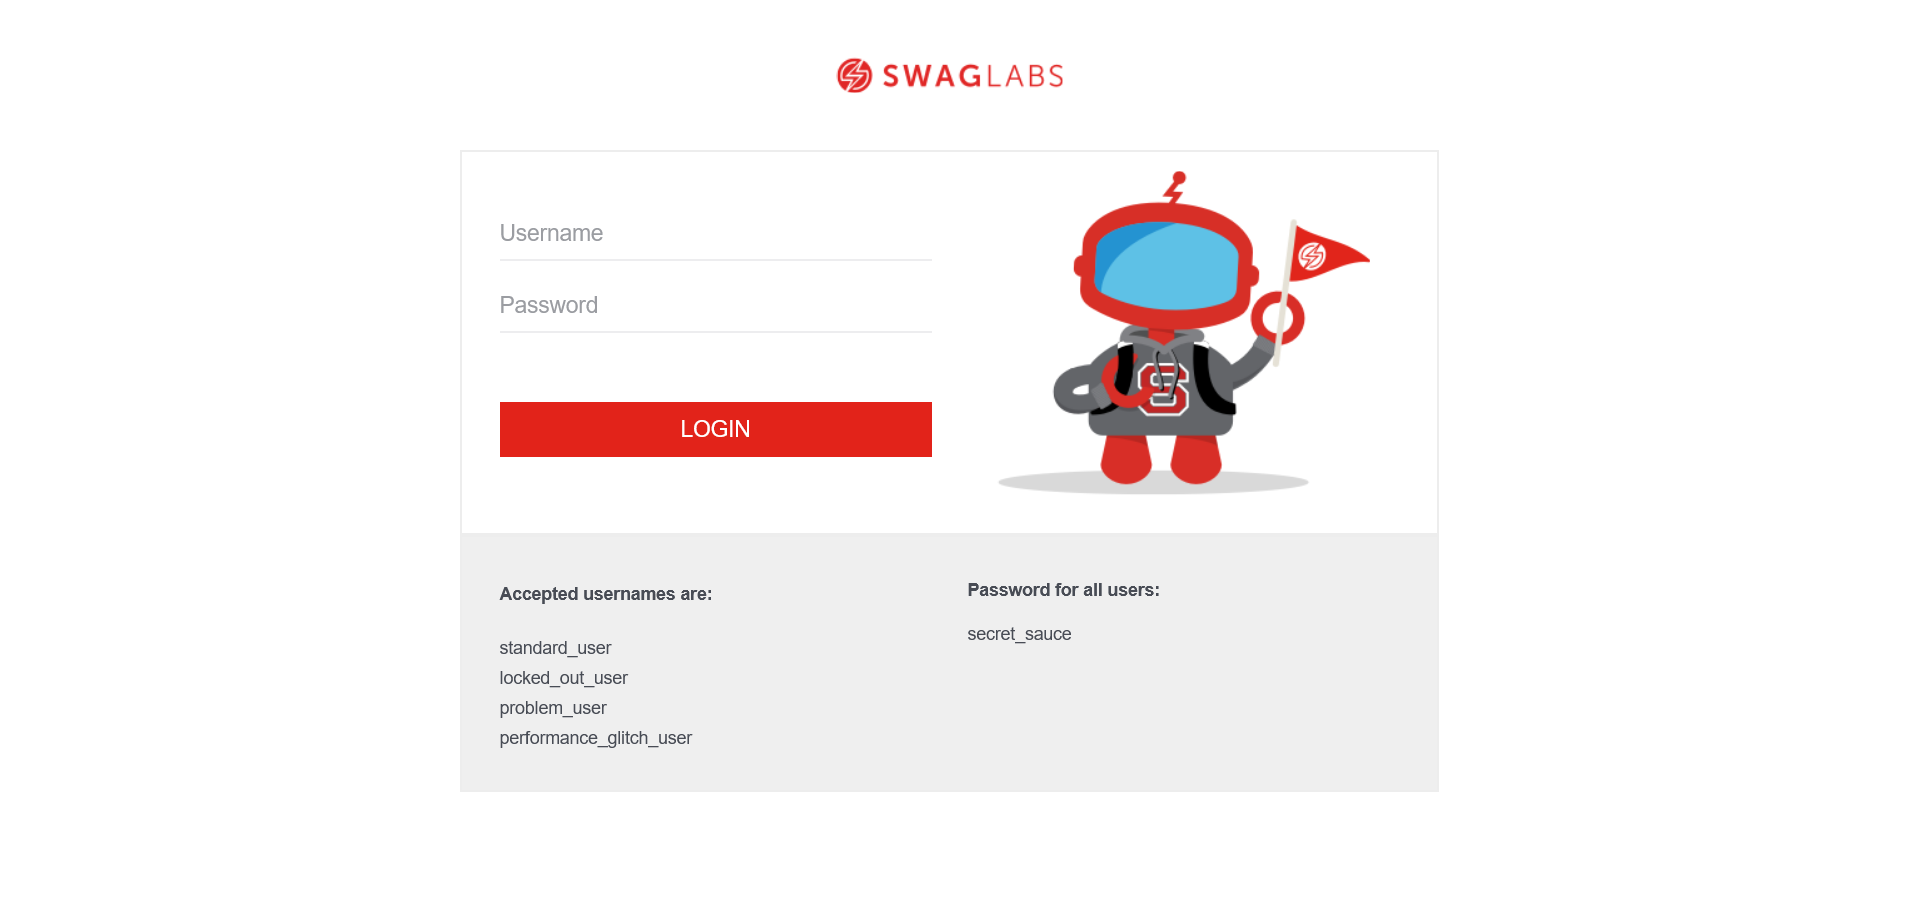 SWAGLABS
Username
Password
LOGIN
S
Accepted usernames are:
standard_user
locked_out_user
problem_user
performance_glitch_user
Password for all users:
secret_sauce